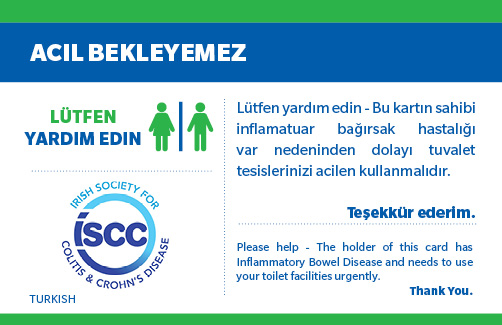 ACIL BEKLEYEMEZ
LÜTFEN
YARDIM EDIN
IRISH SOCIETY FOR
iscc
COLITIS & CROHN'S DISEASE
TURKISH
Lütfen yardım edin - Bu kartın sahibi
inflamatuar bağırsak hastalığı
var nedeninden dolayı tuvalet
tesislerinizi acilen kullanmalıdır.
Teşekkür ederim.
Please help - The holder of this card has
Inflammatory Bowel Disease and needs to use
your toilet facilities urgently.
Thank You.